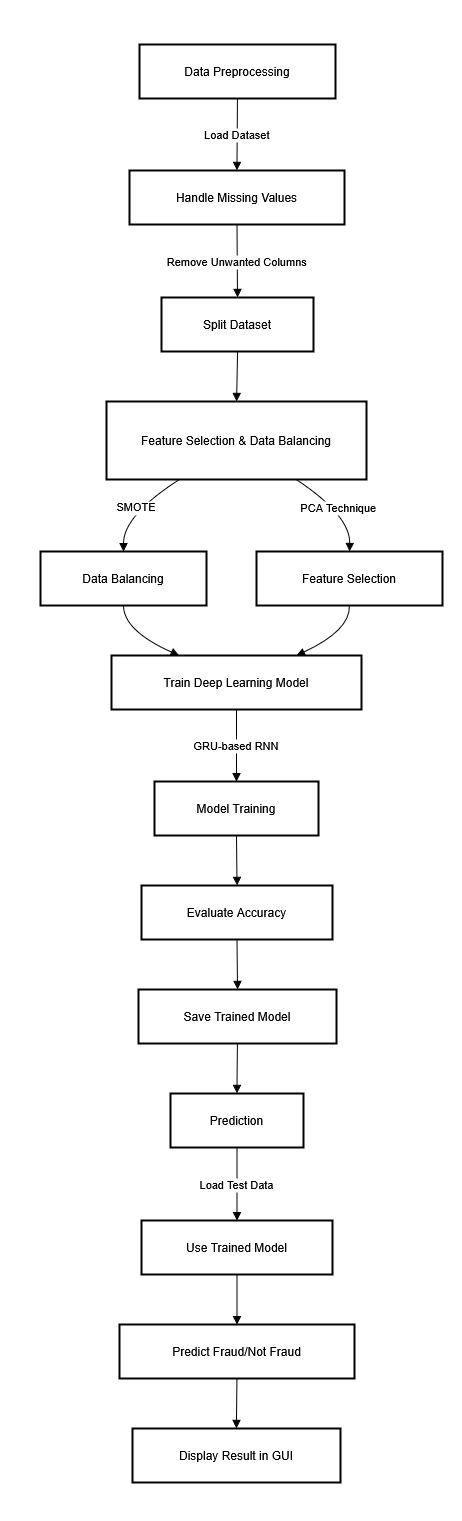 Data Preprocessing
Load Dataset
Handle Missing Values
Remove Unwanted Columns
Split Dataset
Feature Selection & Data Balancing
SMOTE
PCA Technique
Data Balancing
Feature Selection
Train Deep Learning Model
GRU-based RNN
Model Training
Evaluate Accuracy
Save Trained Model
Prediction
Load Test Data
Use Trained Model
Predict Fraud/Not Fraud
Display Result in GUI